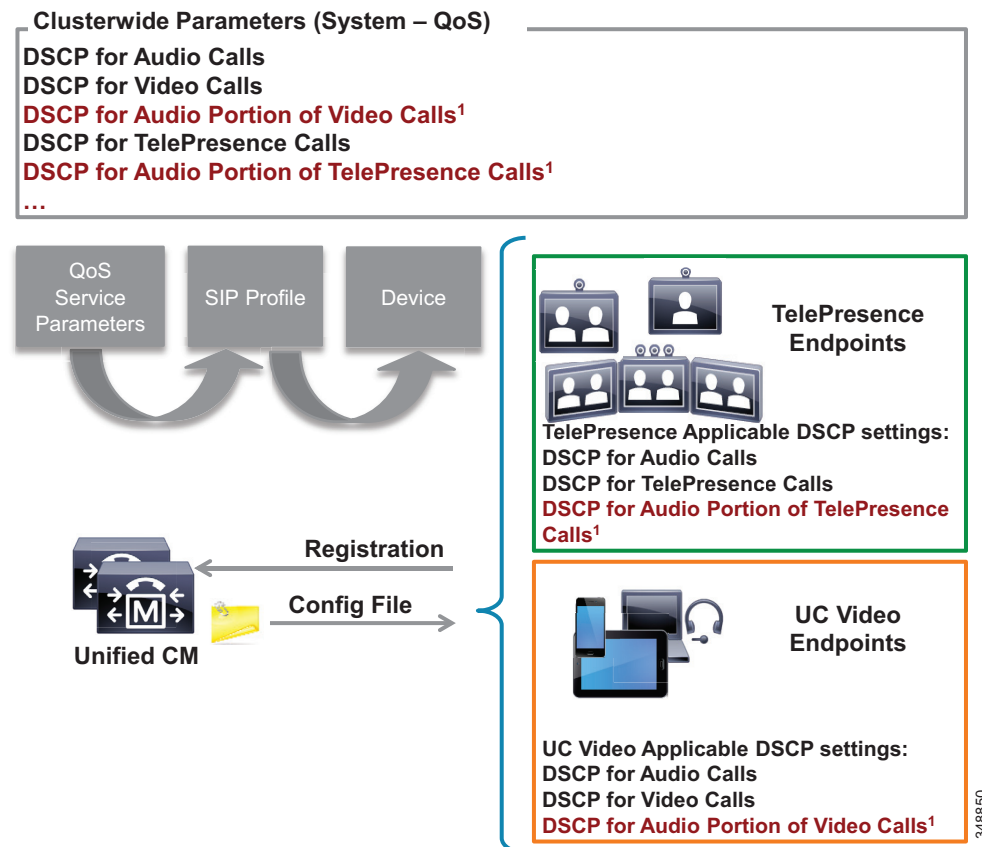 Clusterwide Parameters (System – QoS)
DSCP for Audio Calls
DSCP for Video Calls
DSCP for Audio Portion of Video Calls¹
DSCP for TelePresence Calls
DSCP for Audio Portion of TelePresence Calls¹
…
QoS
Service
Parameters
SIP Profile
Device
TelePresence
Endpoints
TelePresence Applicable DSCP settings:
DSCP for Audio Calls
DSCP for TelePresence Calls
DSCP for Audio Portion of TelePresence
Calls¹
Registration
Config File
M
Unified CM
UC Video
Endpoints
UC Video Applicable DSCP settings:
DSCP for Audio Calls
DSCP for Video Calls
DSCP for Audio Portion of Video Calls¹
348850